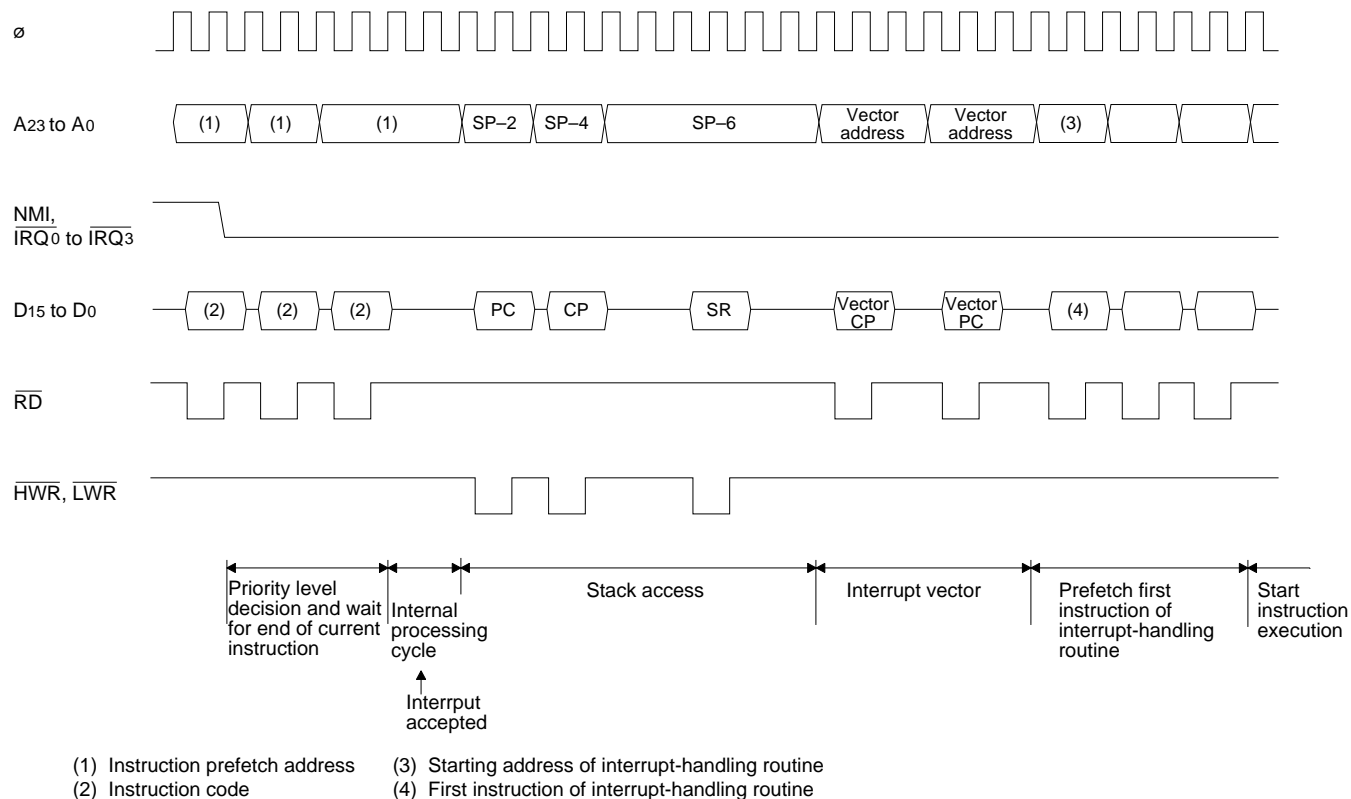 ø
A23 to A0
(1) (1) (1) SP–2 SP–4 SP–6 Vector address Vector address (3)
NMI,
IRQ0 to IRQ3
D15 to D0
(2) (2) (2) PC CP SR Vector CP Vector PC (4)
RD
HWR, LWR
Priority level
decision and wait
for end of current
instruction
Internal
processing
cycle
Interrput
accepted
Stack access
Interrupt vector
Prefetch first
instruction of
interrupt-handling
routine
Start
instruction
execution
(1) Instruction prefetch address
(2) Instruction code
(3) Starting address of interrupt-handling routine
(4) First instruction of interrupt-handling routine